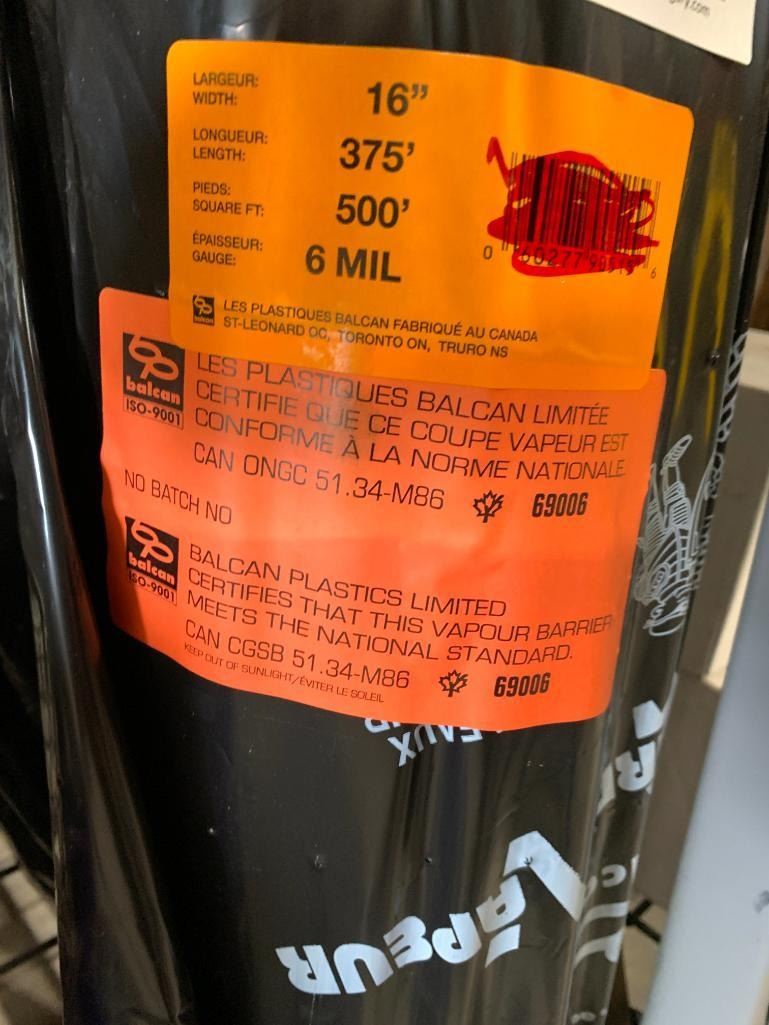 LARGEUR:
WIDTH: 16”
LONGUEUR:
LENGTH: 375’
PIEDS:
SQUARE FT: 500’
ÉPAISSEUR:
GAUGE: 6 MIL
balcan LES PLASTIQUES BALCAN FABRIQUÉ AU CANADA
ST-LEONARD QC, TORONTO ON, TRURO NS
balcan
ISO-9001
LES PLASTIQUES BALCAN LIMITÉE
CERTIFIE QUE CE COUPE VAPEUR EST
CONFORME À LA NORME NATIONALE
CAN ONGC 51.34-M86 69006
NO BATCH NO
balcan
ISO-9001
BALCAN PLASTICS LIMITED
CERTIFIES THAT THIS VAPOUR BARRIER
MEETS THE NATIONAL STANDARD.
CAN CGSB 51.34-M86 69006
KEEP OUT OF SUNLIGHT/ÉVITER LE SOLEIL
VAPEUR